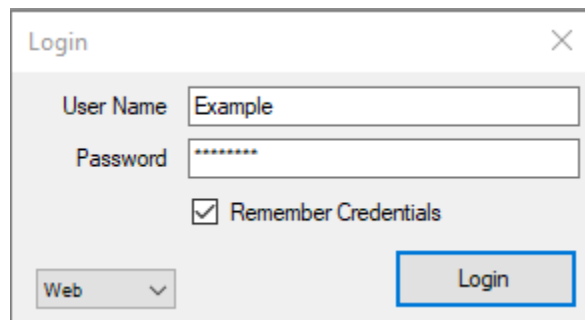 Login
User Name Example
Password ********
Remember Credentials
Web Login